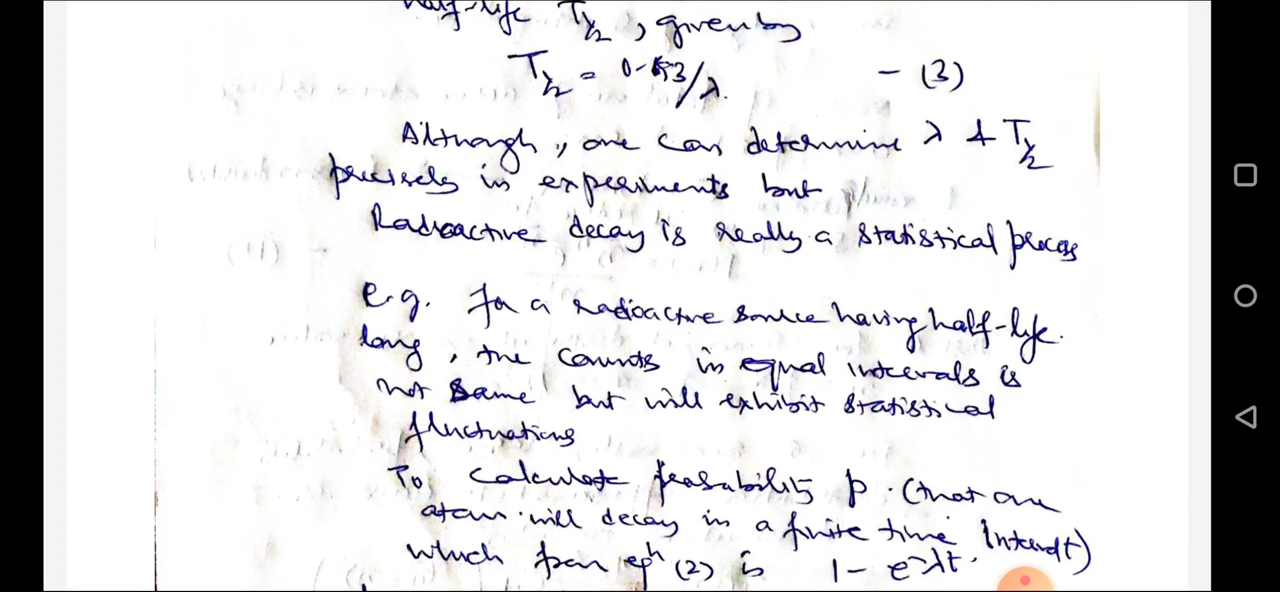 half-life T½, given by
T½ = 0.693/λ. - (3)
Although, one can determine λ & T½
precisely in experiments but
Radioactive decay is really a statistical process
e.g. for a radioactive source having half-life.
long, the counts in equal intervals is
not same but will exhibit statistical
fluctuations
To calculate probability p. (that one
atom will decay in a finite time interval t)
which from eqⁿ (2) is 1 - e^-λt.